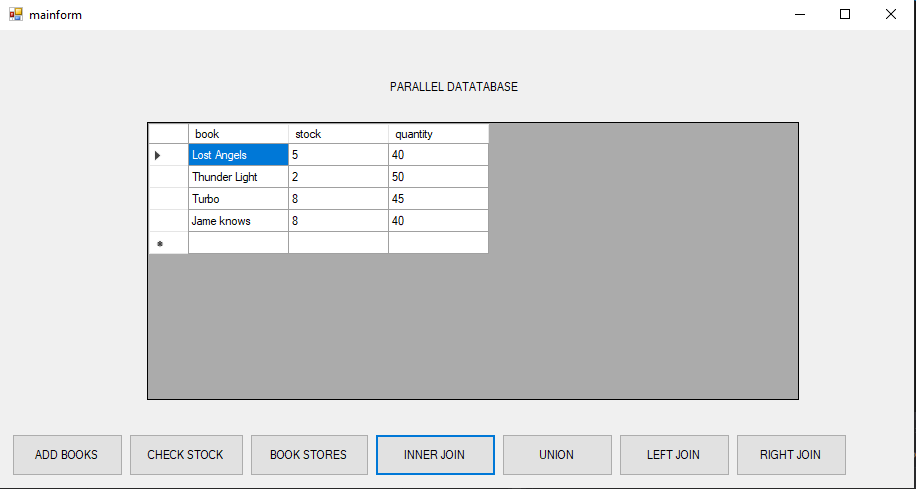 mainform
PARALLEL DATATABASE
book stock quantity
Lost Angels 5 40
Thunder Light 2 50
Turbo 8 45
Jame knows 8 40
ADD BOOKS CHECK STOCK BOOK STORES INNER JOIN UNION LEFT JOIN RIGHT JOIN